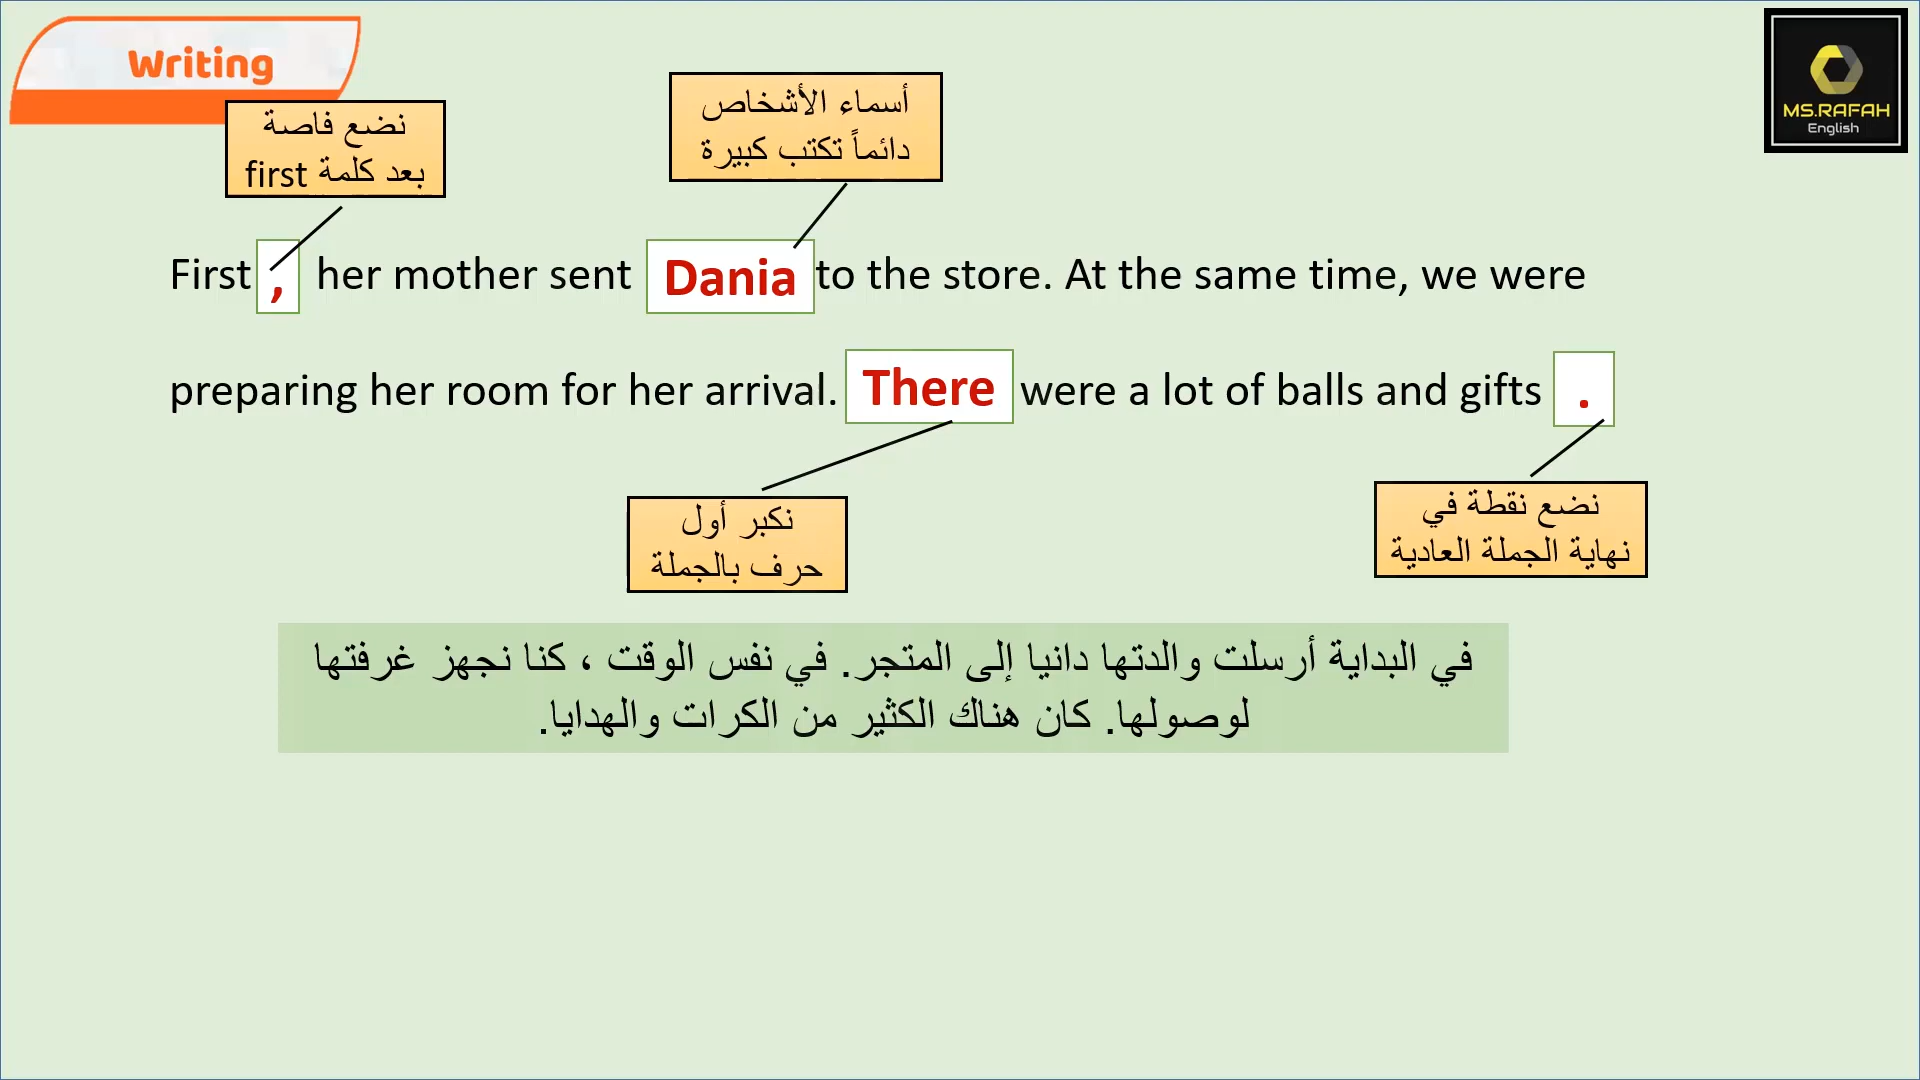 Writing
MS.RAFAH
English
نضع فاصة
بعد كلمة first
أسماء الأشخاص
دائماً تكتب كبيرة
First , her mother sent Dania to the store. At the same time, we were
preparing her room for her arrival. There were a lot of balls and gifts .
نكبر أول
حرف بالجملة
نضع نقطة في
نهاية الجملة العادية
في البداية أرسلت والدتها دانيا إلى المتجر. في نفس الوقت ، كنا نجهز غرفتها
لوصولها. كان هناك الكثير من الكرات والهدايا.